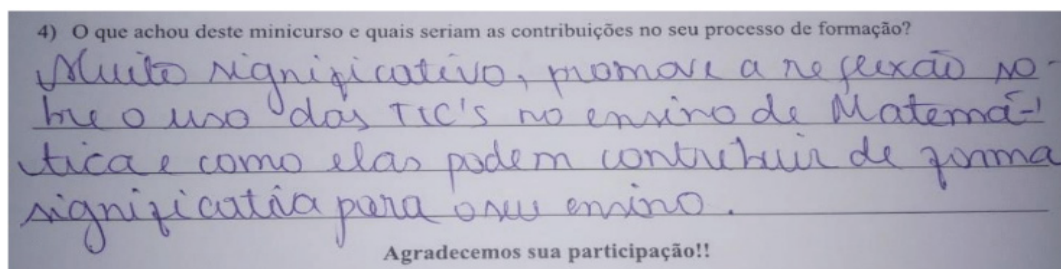 4) O que achou deste minicurso e quais seriam as contribuições no seu processo de formação?
Muito significativo, promove a reflexão so-
bre o uso das TIC's no ensino de Matemá-
tica e como elas podem contribuir de forma
significativa para o seu ensino.
Agradecemos sua participação!!